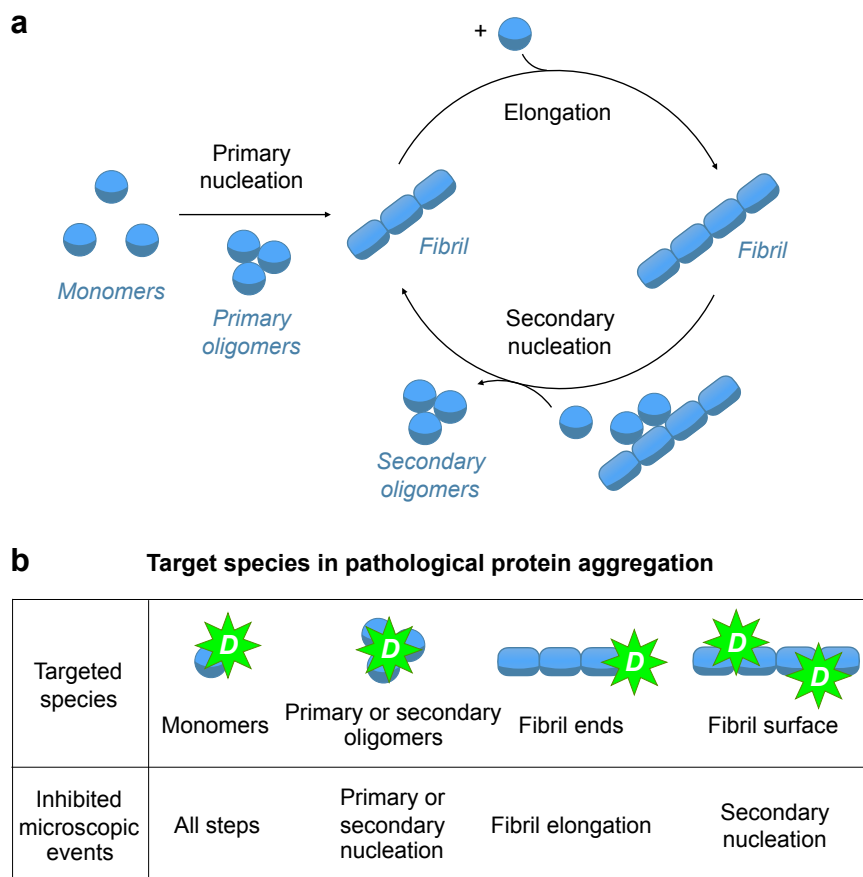 a
+
Elongation
Primary
nucleation
Fibril
Fibril
Monomers
Primary
oligomers
Secondary
nucleation
Secondary
oligomers
b
Target species in pathological protein aggregation
Targeted
species
D
D
D
D
D
Monomers
Primary or secondary
oligomers
Fibril ends
Fibril surface
Inhibited
microscopic
events
All steps
Primary or
secondary
nucleation
Fibril elongation
Secondary
nucleation